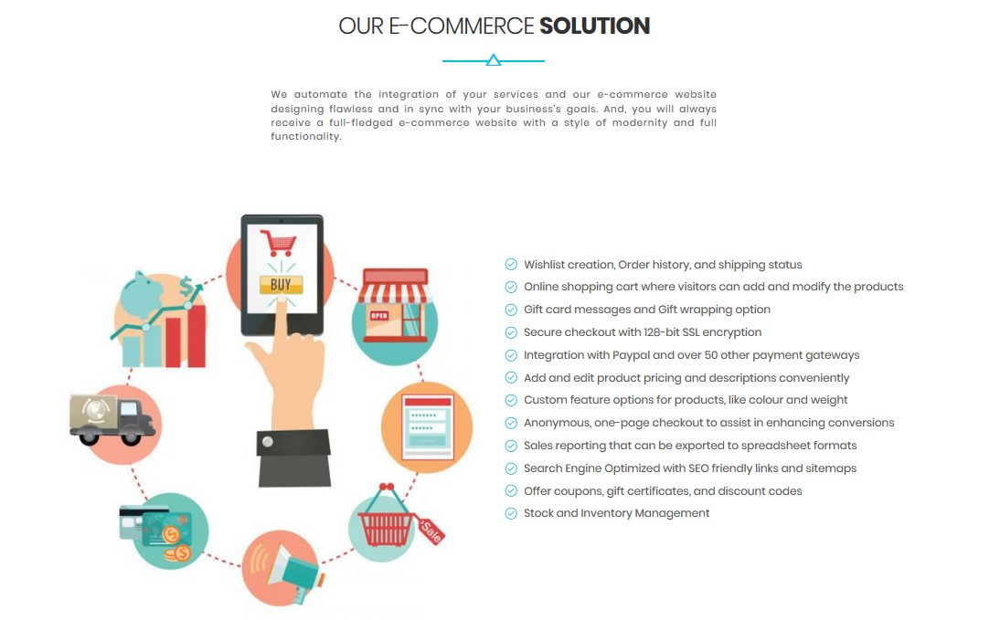 OUR E-COMMERCE SOLUTION
We automate the integration of your services and our e-commerce website
designing flawless and in sync with your business's goals. And, you will always
receive a full-fledged e-commerce website with a style of modernity and full
functionality.
BUY
OPEN
Sale
Wishlist creation, Order history, and shipping status
Online shopping cart where visitors can add and modify the products
Gift card messages and Gift wrapping option
Secure checkout with 128-bit SSL encryption
Integration with Paypal and over 50 other payment gateways
Add and edit product pricing and descriptions conveniently
Custom feature options for products, like colour and weight
Anonymous, one-page checkout to assist in enhancing conversions
Sales reporting that can be exported to spreadsheet formats
Search Engine Optimized with SEO friendly links and sitemaps
Offer coupons, gift certificates, and discount codes
Stock and Inventory Management